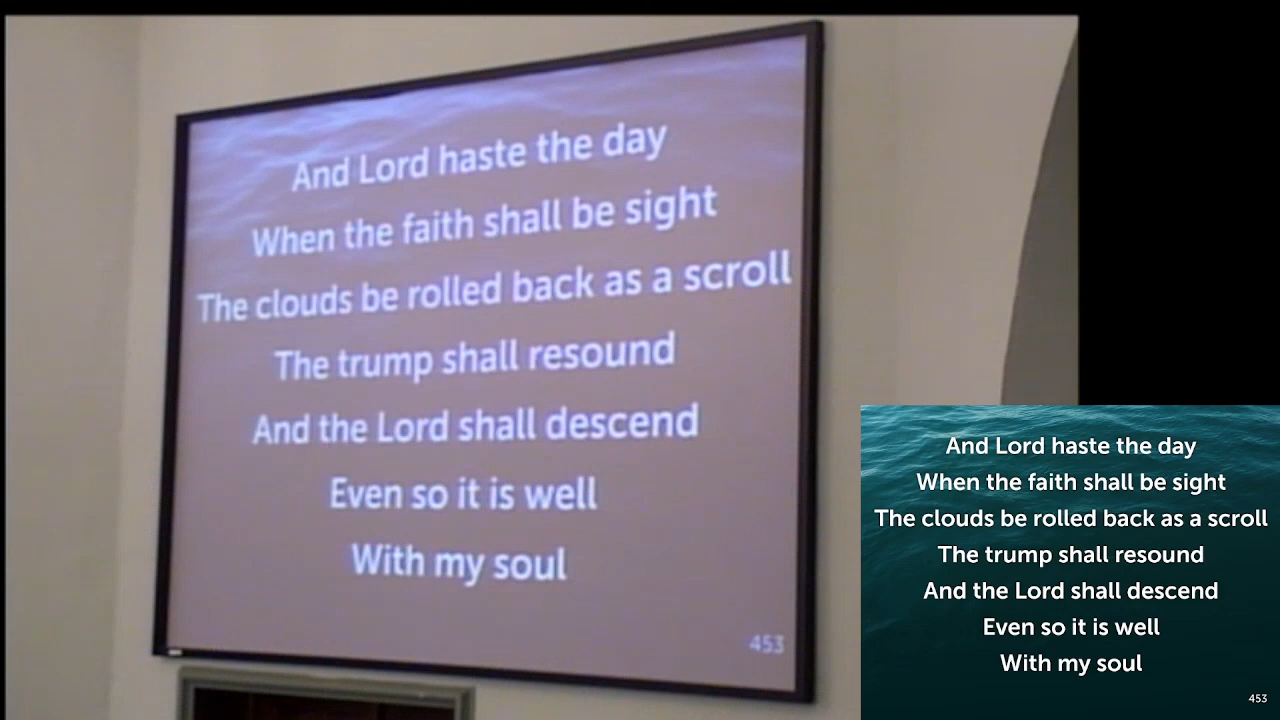 And Lord haste the day
When the faith shall be sight
The clouds be rolled back as a scroll
The trump shall resound
And the Lord shall descend
Even so it is well
With my soul
453
And Lord haste the day
When the faith shall be sight
The clouds be rolled back as a scroll
The trump shall resound
And the Lord shall descend
Even so it is well
With my soul
453